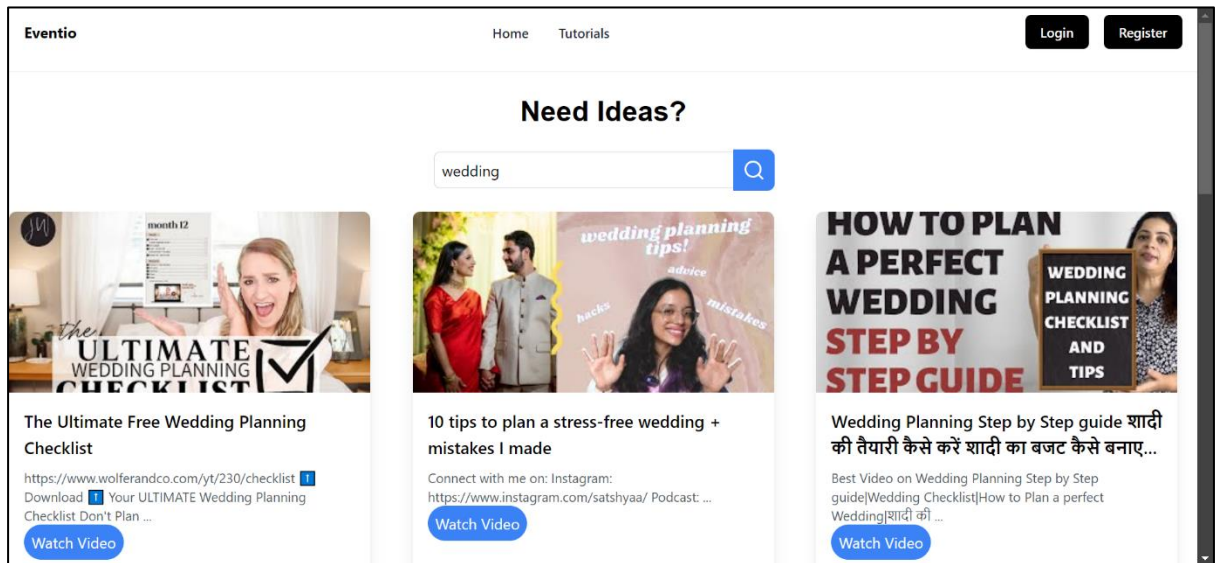 Eventio
Home
Tutorials
Login
Register
Need Ideas?
wedding
JW
month 12
the
ULTIMATE
WEDDING PLANNING
CHECKLIST
wedding planning
tips!
advice
hacks
mistakes
HOW TO PLAN
A PERFECT
WEDDING
STEP BY
STEP GUIDE
WEDDING
PLANNING
CHECKLIST
AND
TIPS
The Ultimate Free Wedding Planning
Checklist
https://www.wolferandco.com/yt/230/checklist ⬆️
Download ⬆️ Your ULTIMATE Wedding Planning
Checklist Don't Plan ...
Watch Video
10 tips to plan a stress-free wedding +
mistakes I made
Connect with me on: Instagram:
https://www.instagram.com/satshyaa/ Podcast: ...
Watch Video
Wedding Planning Step by Step guide शादी
की तैयारी कैसे करें शादी का बजट कैसे बनाए...
Best Video on Wedding Planning Step by Step
guide|Wedding Checklist|How to Plan a perfect
Wedding|शादी की ...
Watch Video